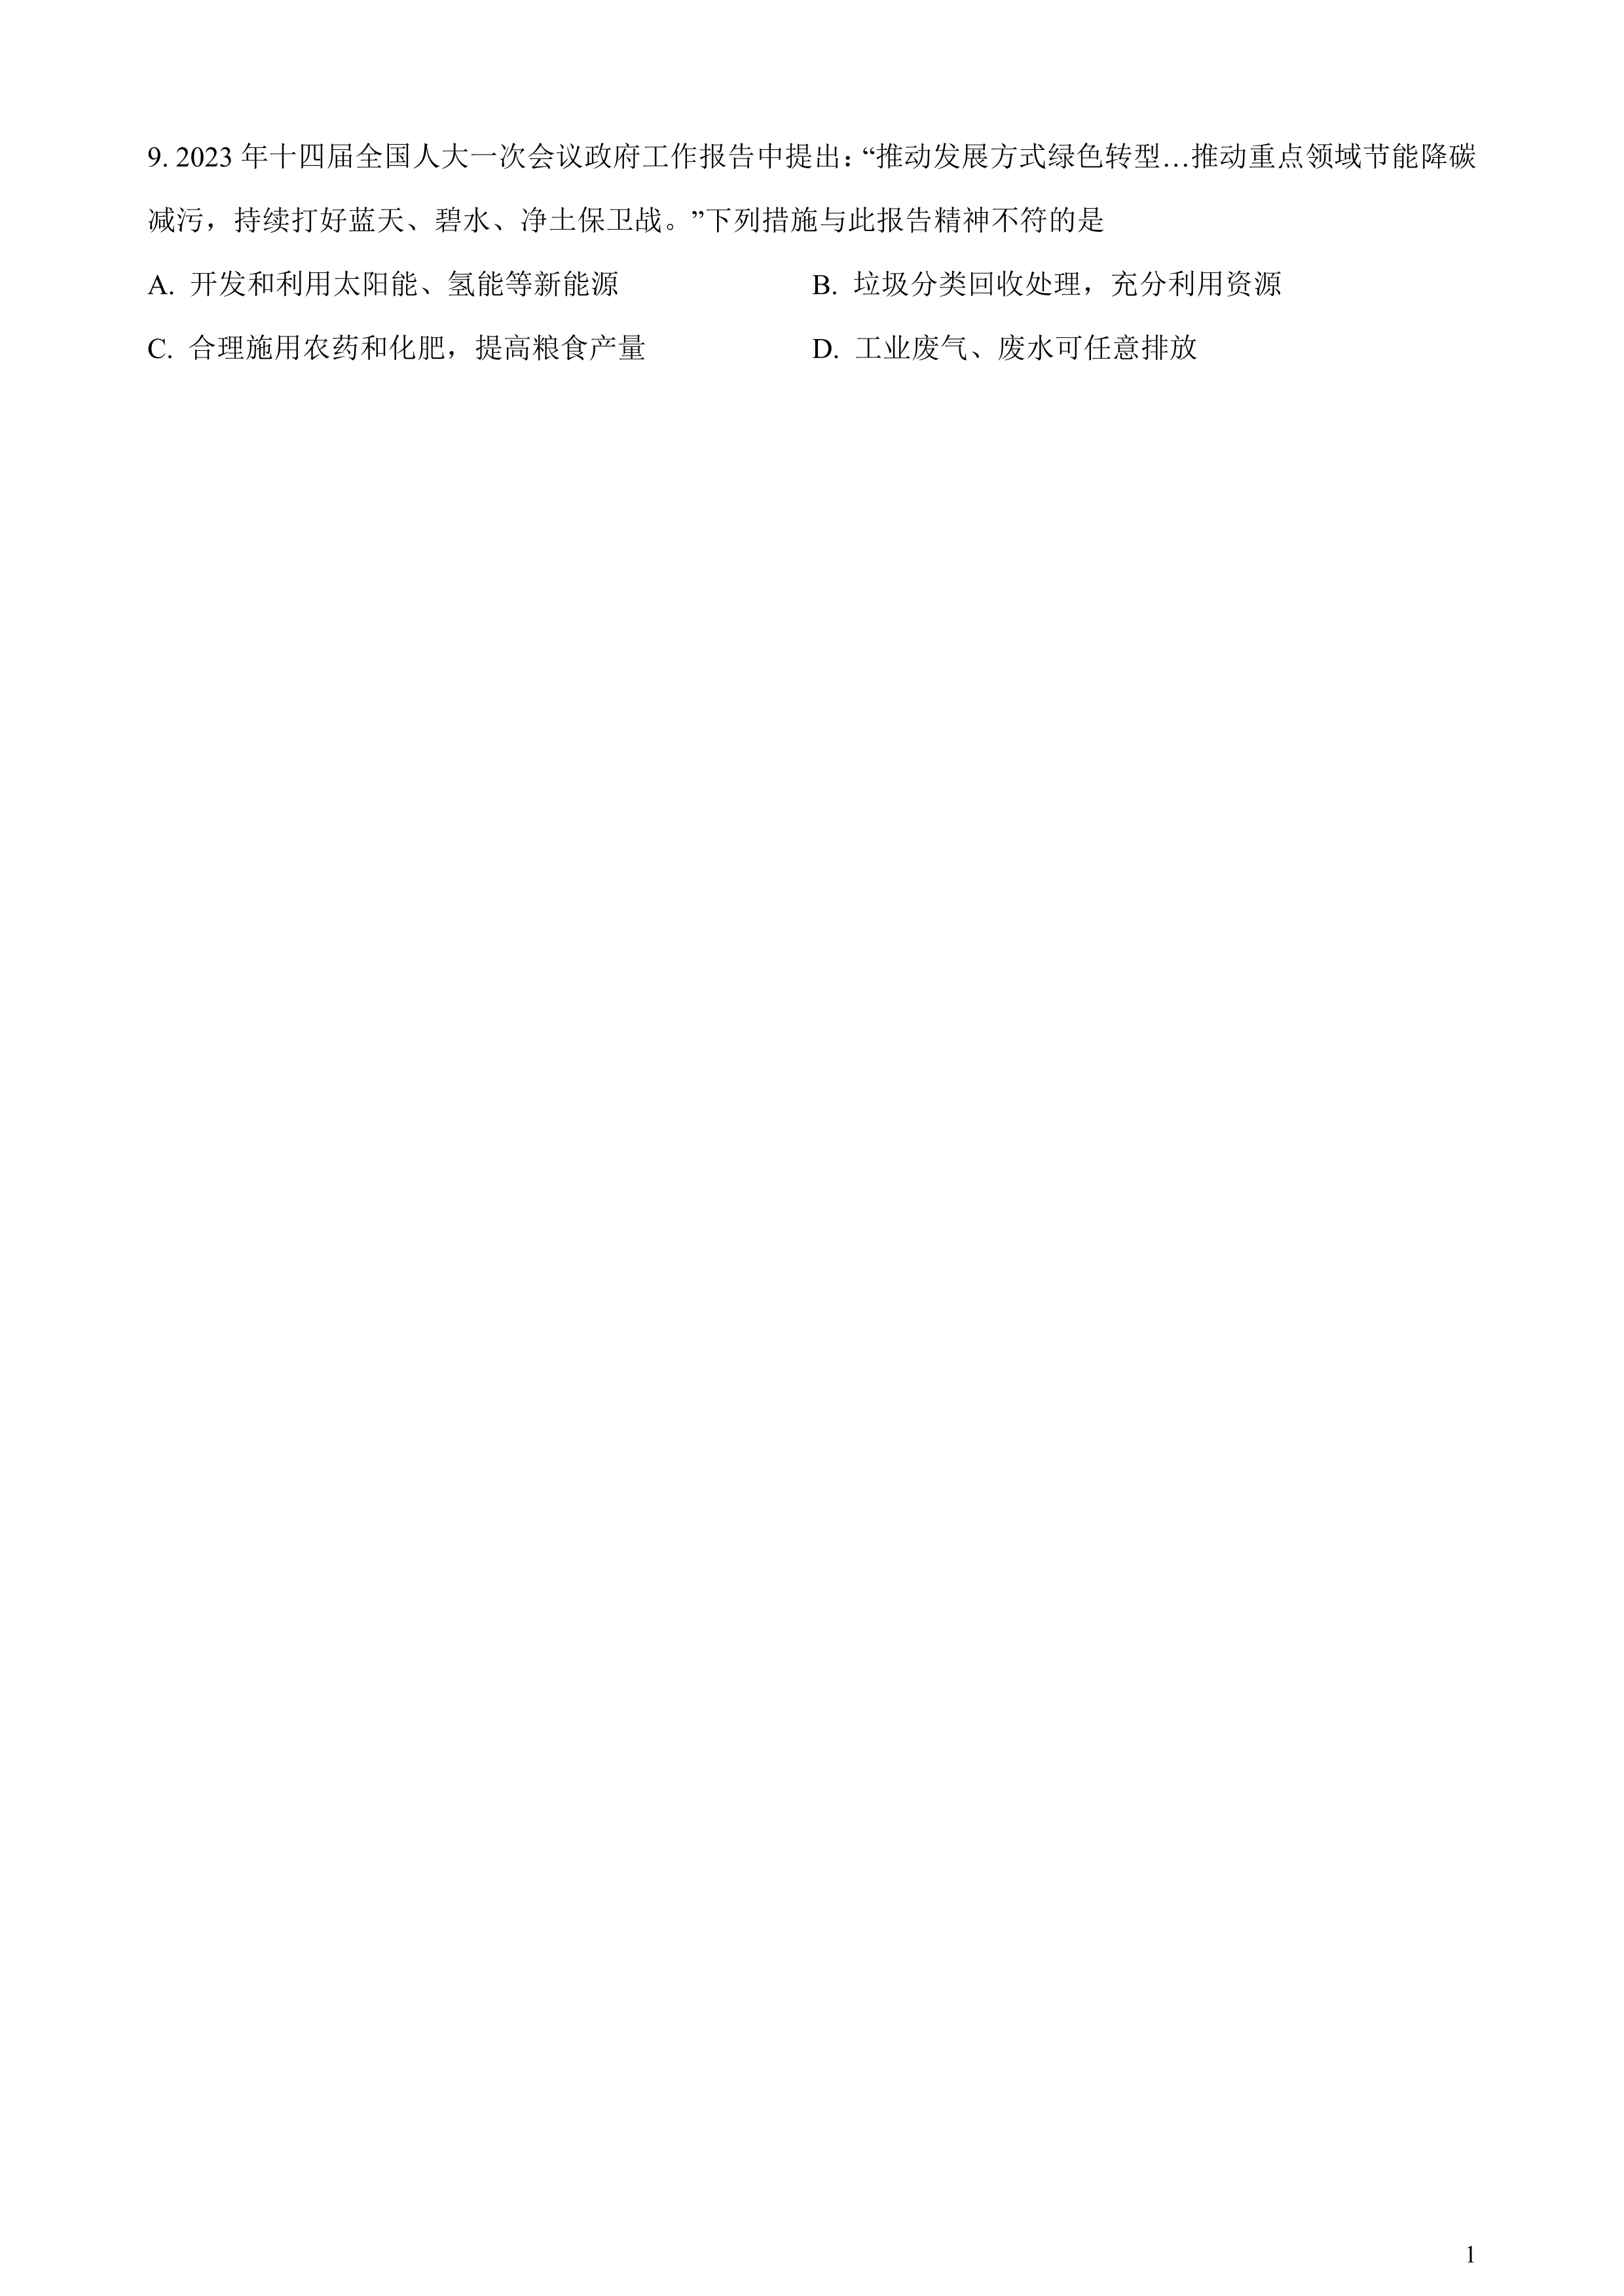 9. 2023 年十四届全国人大一次会议政府工作报告中提出：“推动发展方式绿色转型…推动重点领域节能降碳
减污，持续打好蓝天、碧水、净土保卫战。”下列措施与此报告精神不符的是
A. 开发和利用太阳能、氢能等新能源 B. 垃圾分类回收处理，充分利用资源
C. 合理施用农药和化肥，提高粮食产量 D. 工业废气、废水可任意排放
1